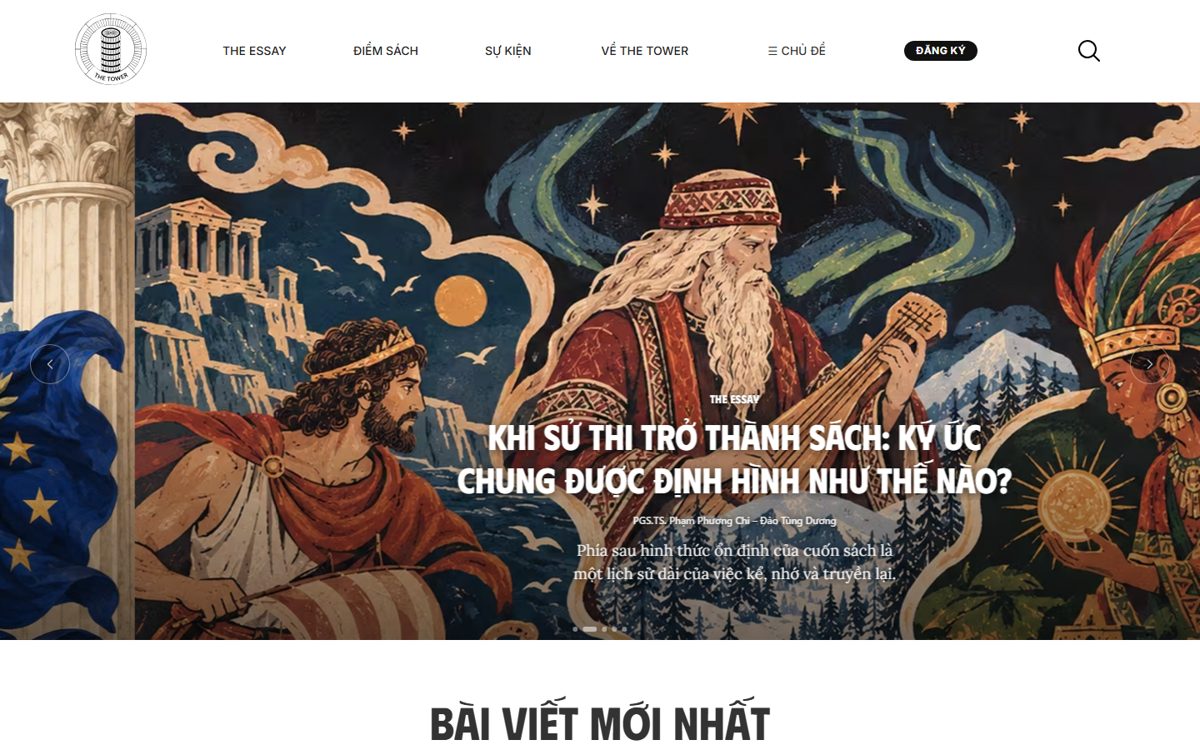 THE TOWER
THE ESSAY
ĐIỂM SÁCH
SỰ KIỆN
VỀ THE TOWER
☰ CHỦ ĐỀ
ĐĂNG KÝ
THE ESSAY
KHI SỬ THI TRỞ THÀNH SÁCH: KÝ ỨC
CHUNG ĐƯỢC ĐỊNH HÌNH NHƯ THẾ NÀO?
PGS.TS. Phạm Phương Chi – Đào Tùng Dương
Phía sau hình thức ổn định của cuốn sách là
một lịch sử dài của việc kể, nhớ và truyền lại.
BÀI VIẾT MỚI NHẤT